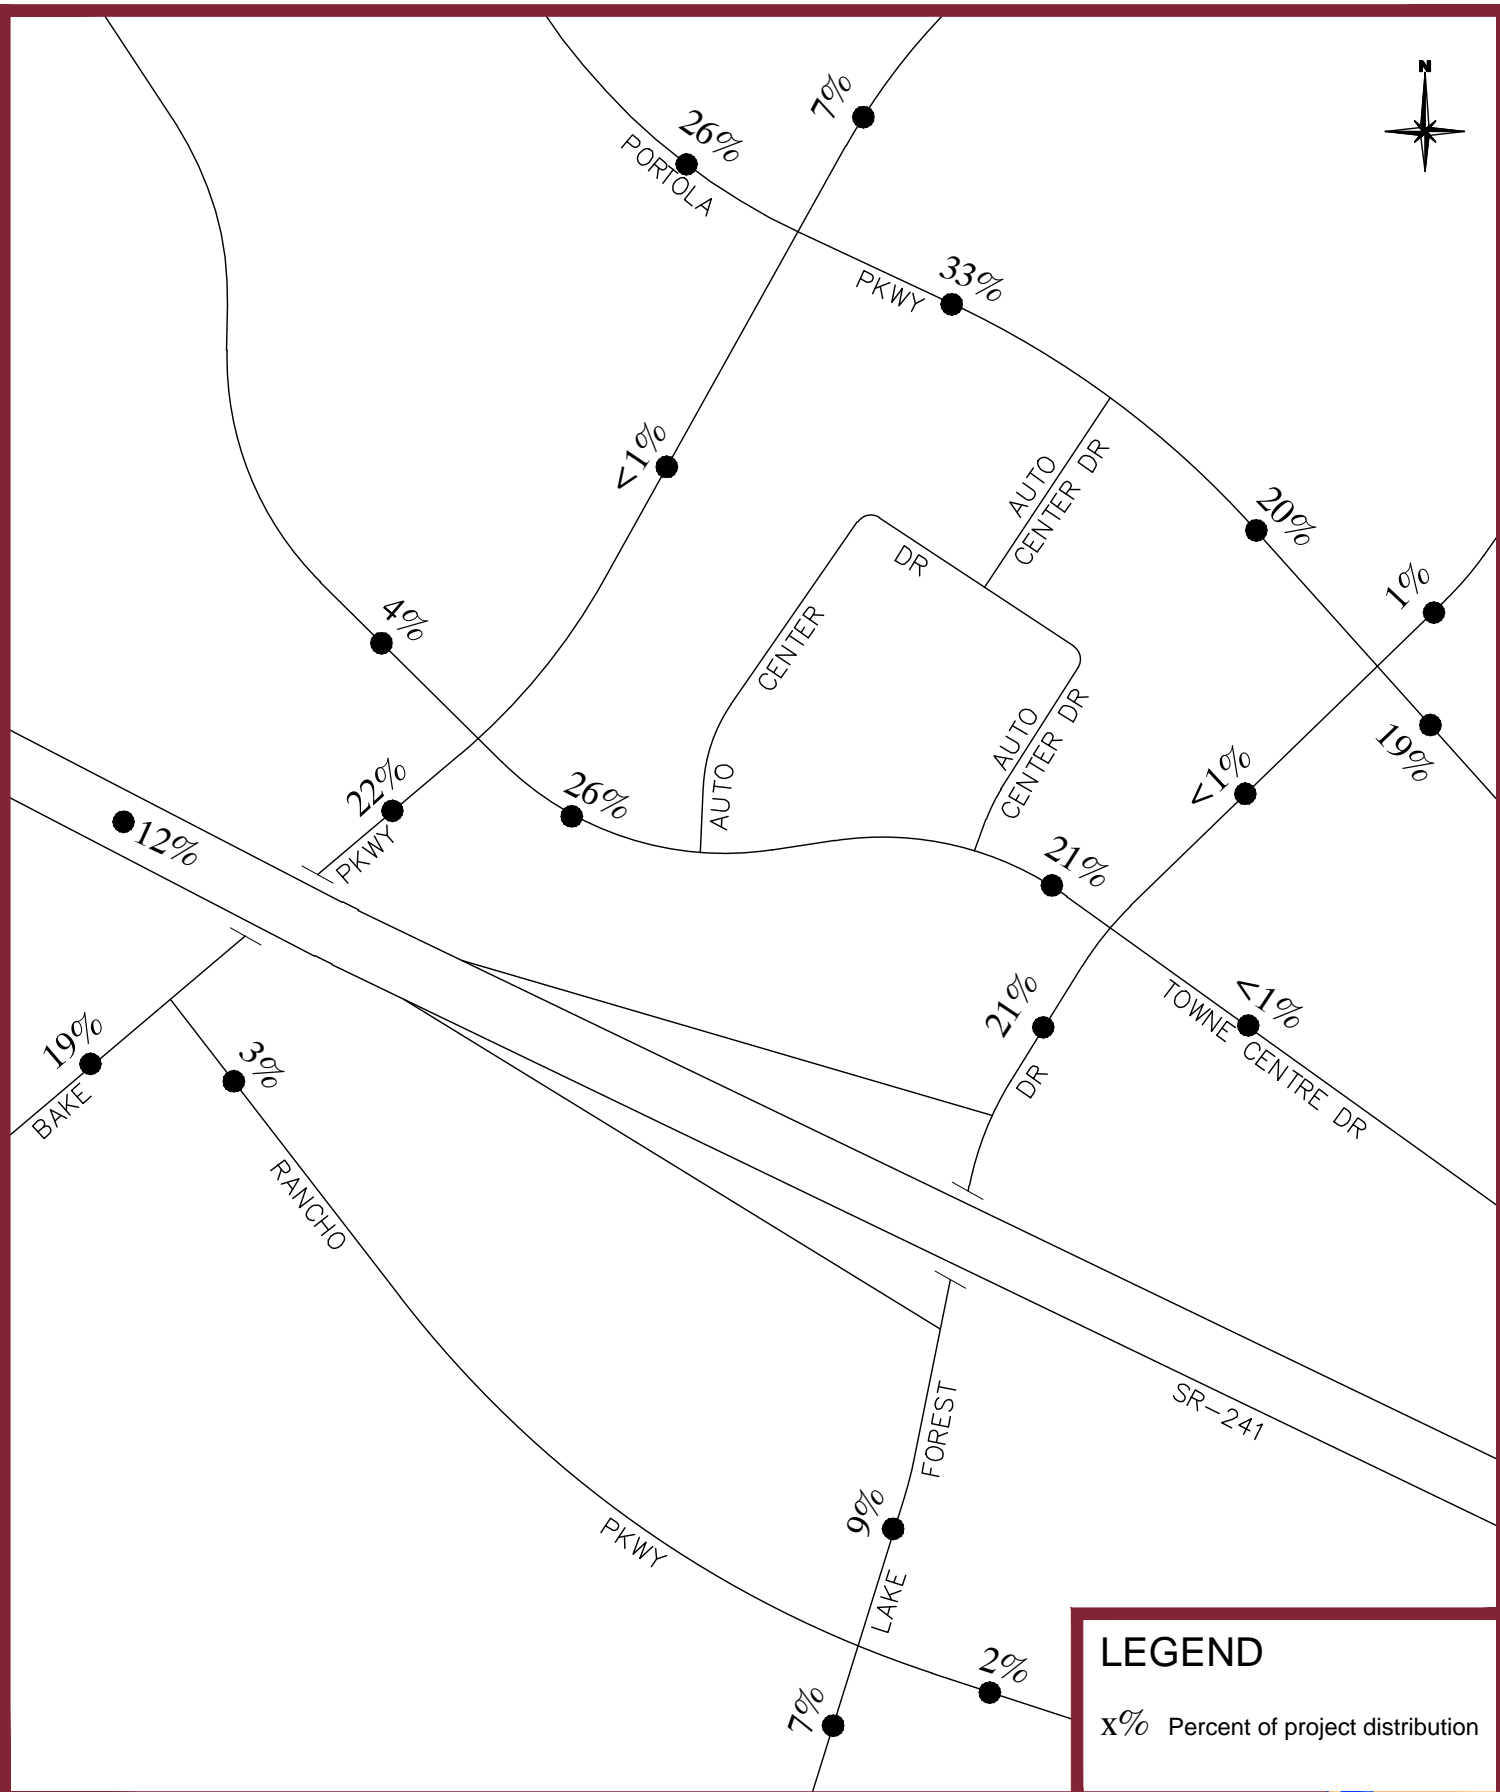 N
7%
26%
PORTOLA
33%
PKWY
<1%
AUTO
CENTER DR
20%
DR
1%
4%
CENTER
AUTO
CENTER DR
19%
22%
26%
AUTO
<1%
12%
PKWY
21%
21%
<1%
TOWNE CENTRE DR
19%
3%
DR
BAKE
RANCHO
SR-241
FOREST
9%
PKWY
LAKE
2%
7%
LEGEND
x% Percent of project distribution